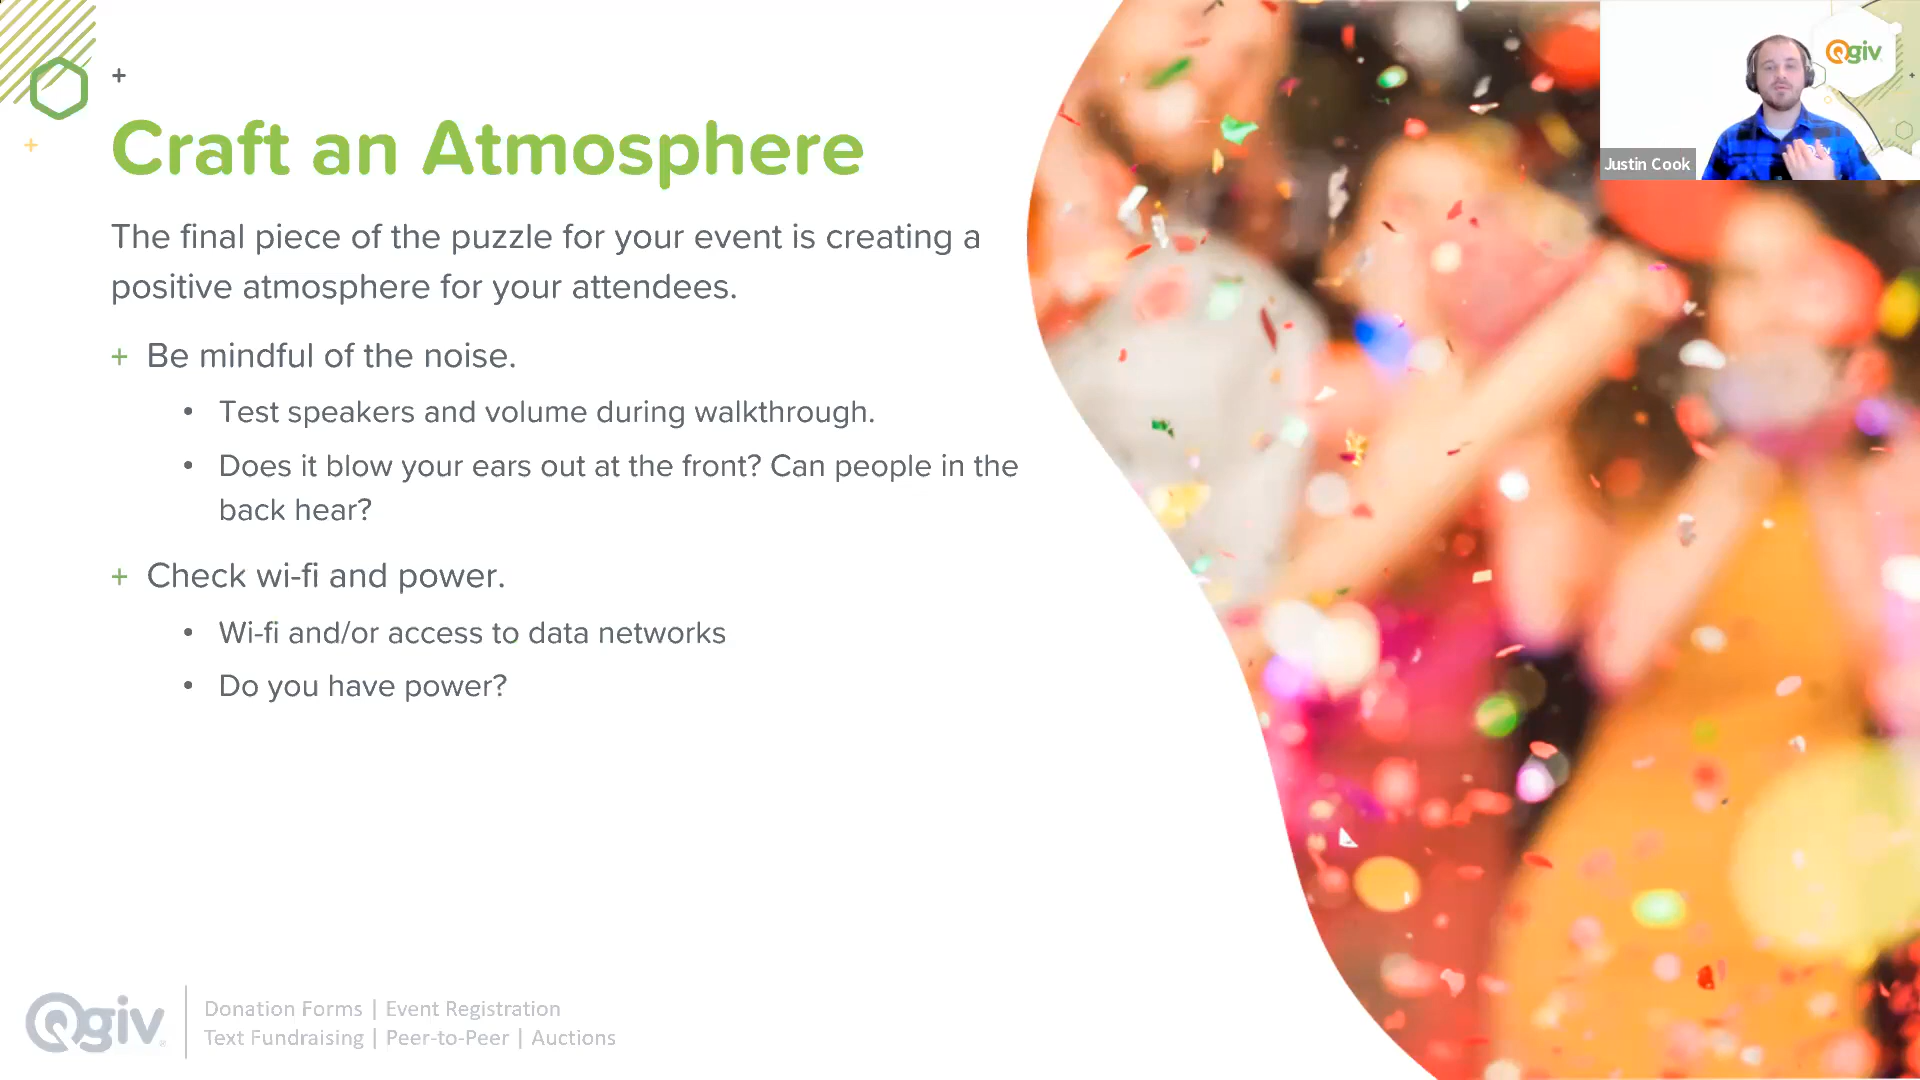 Craft an Atmosphere
The final piece of the puzzle for your event is creating a
positive atmosphere for your attendees.
+ Be mindful of the noise.
• Test speakers and volume during walkthrough.
• Does it blow your ears out at the front? Can people in the
back hear?
+ Check wi-fi and power.
• Wi-fi and/or access to data networks
• Do you have power?
Qgiv
Justin Cook
Qgiv
Donation Forms | Event Registration
Text Fundraising | Peer-to-Peer | Auctions